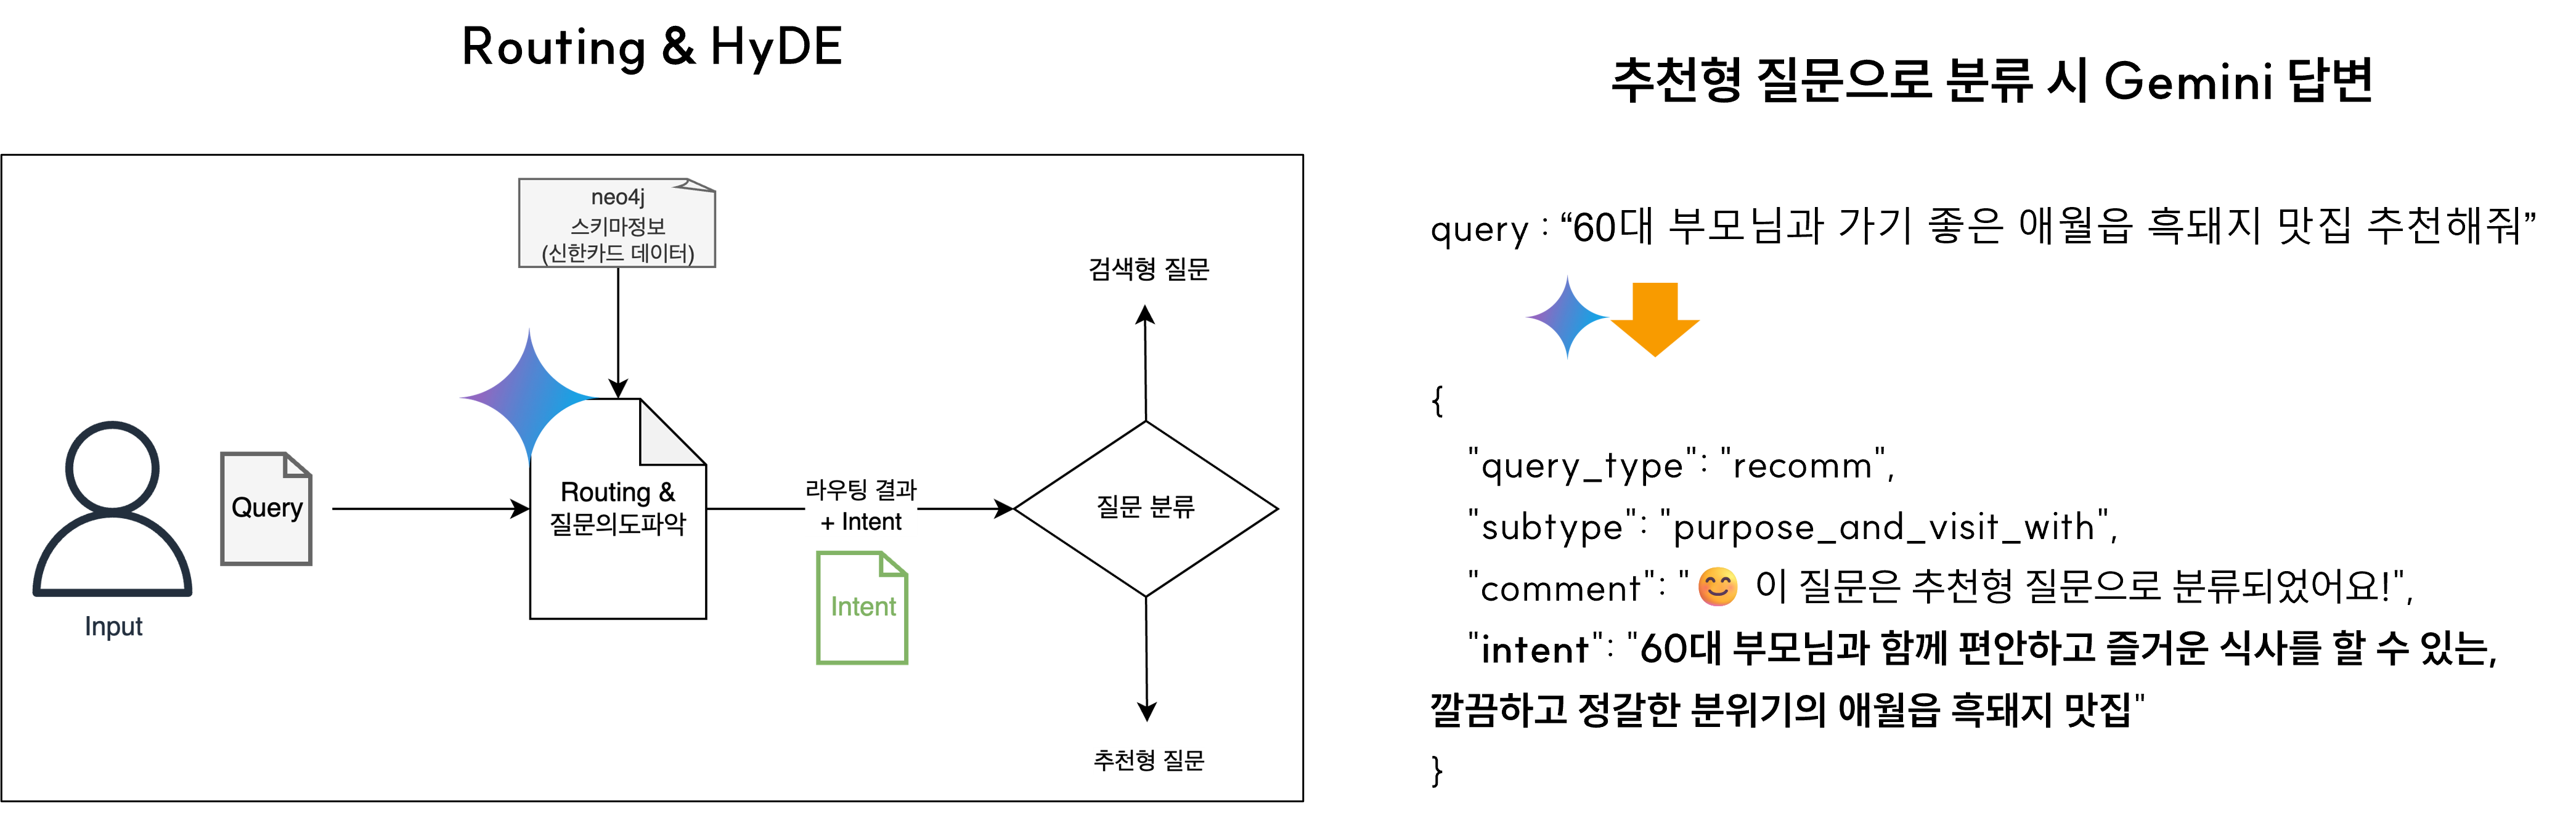 Routing & HyDE
neo4j
스키마정보
(신한카드 데이터)
검색형 질문
Query
Input
Routing &
질문의도파악
라우팅 결과
+ Intent
Intent
질문 분류
추천형 질문
추천형 질문으로 분류 시 Gemini 답변
query : “60대 부모님과 가기 좋은 애월읍 흑돼지 맛집 추천해줘”
{
"query_type": "recomm",
"subtype": "purpose_and_visit_with",
"comment": "😊 이 질문은 추천형 질문으로 분류되었어요!",
"intent": "60대 부모님과 함께 편안하고 즐거운 식사를 할 수 있는,
깔끔하고 정갈한 분위기의 애월읍 흑돼지 맛집"
}